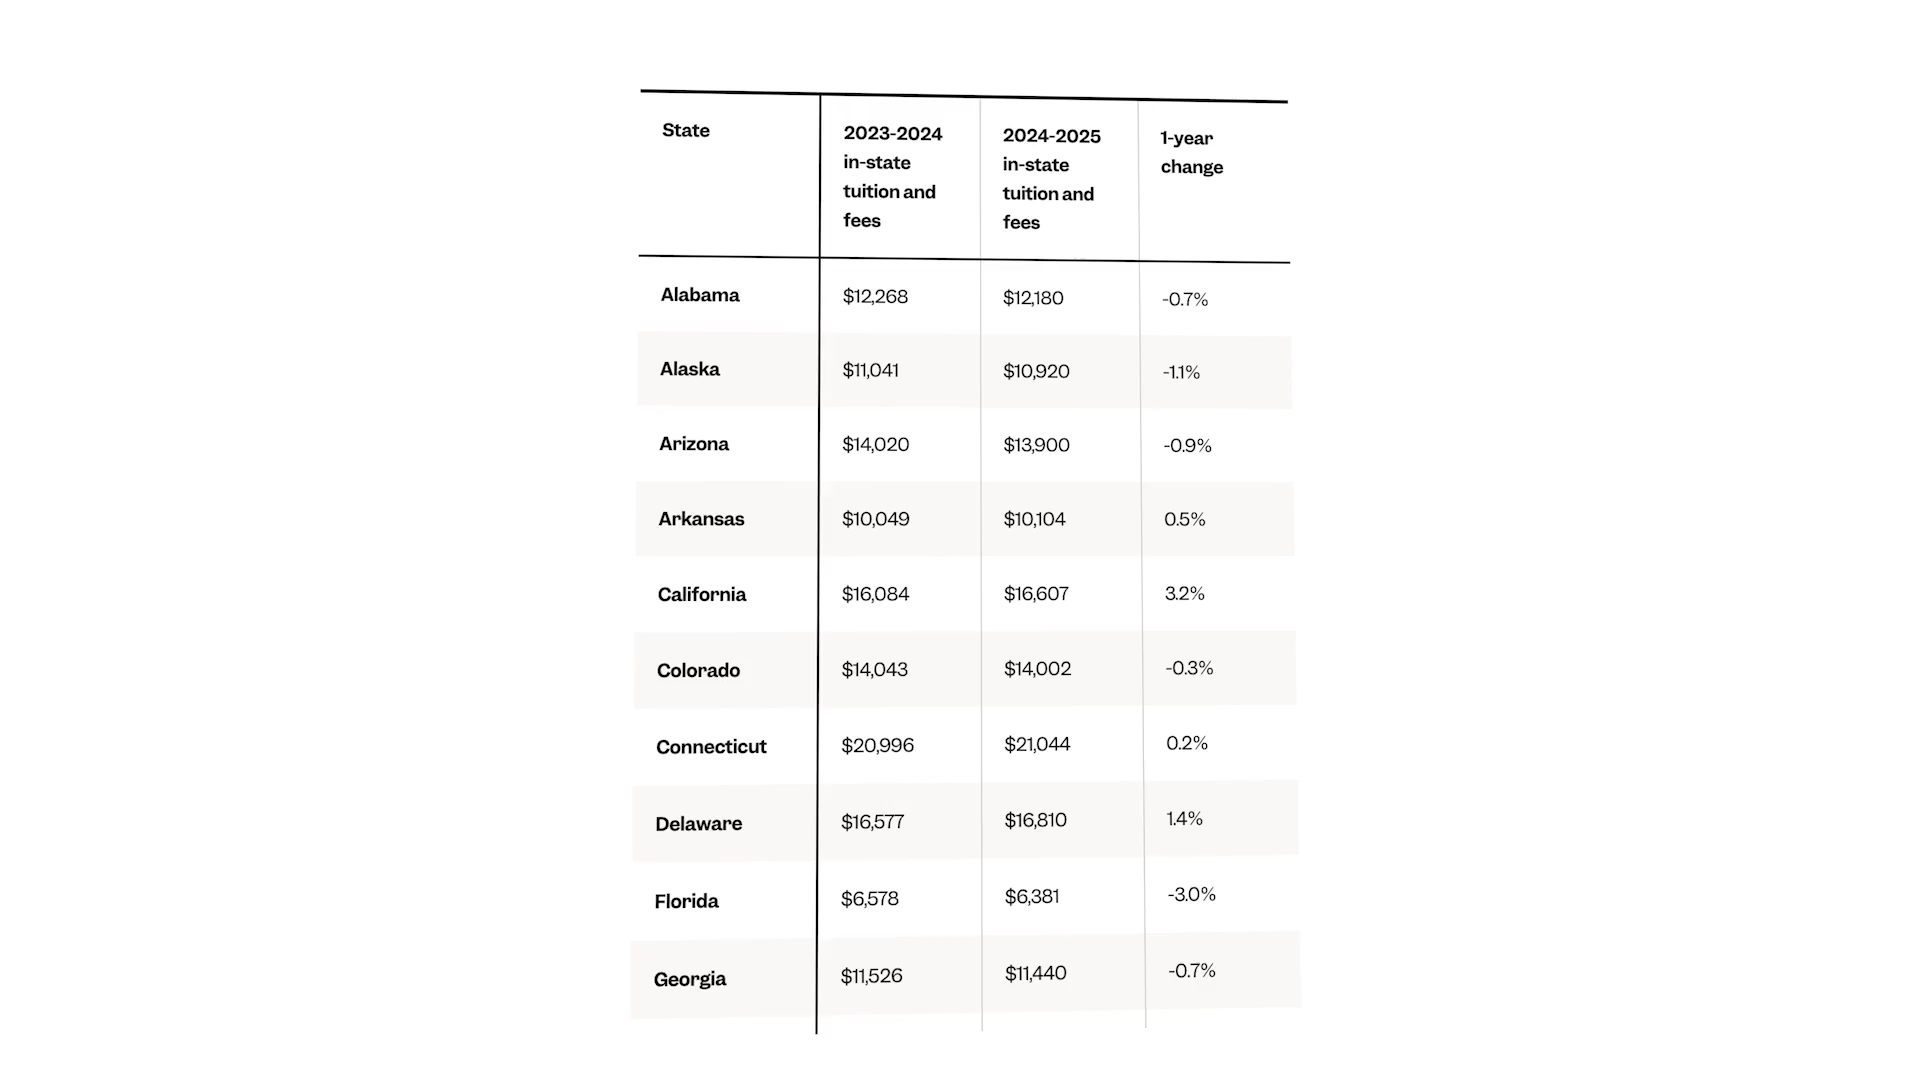 State
2023-2024
in-state
tuition and
fees
2024-2025
in-state
tuition and
fees
1-year
change
Alabama $12,268 $12,180 -0.7%
Alaska $11,041 $10,920 -1.1%
Arizona $14,020 $13,900 -0.9%
Arkansas $10,049 $10,104 0.5%
California $16,084 $16,607 3.2%
Colorado $14,043 $14,002 -0.3%
Connecticut $20,996 $21,044 0.2%
Delaware $16,577 $16,810 1.4%
Florida $6,578 $6,381 -3.0%
Georgia $11,526 $11,440 -0.7%